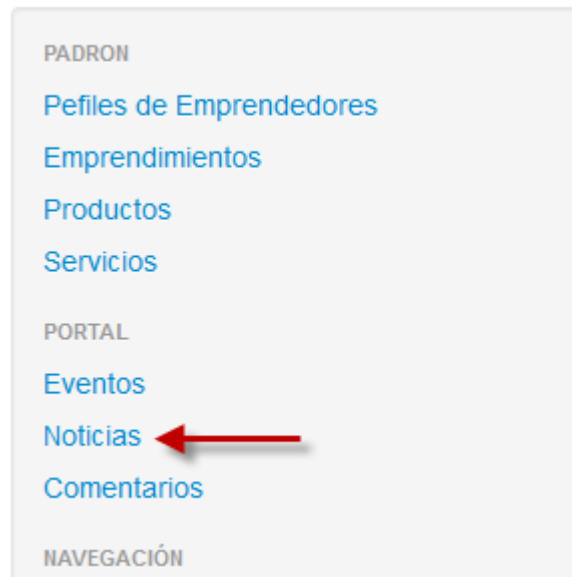 PADRON
Pefiles de Emprendedores
Emprendimientos
Productos
Servicios
PORTAL
Eventos
Noticias
Comentarios
NAVEGACIÓN